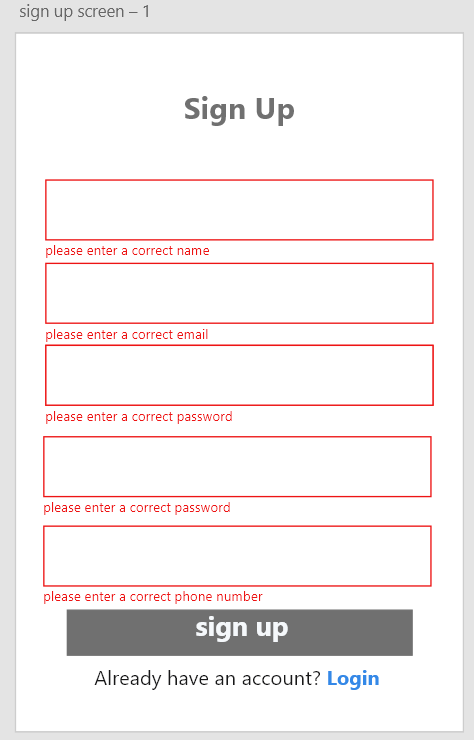 sign up screen – 1
Sign Up
please enter a correct name
please enter a correct email
please enter a correct password
please enter a correct password
please enter a correct phone number
sign up
Already have an account? Login